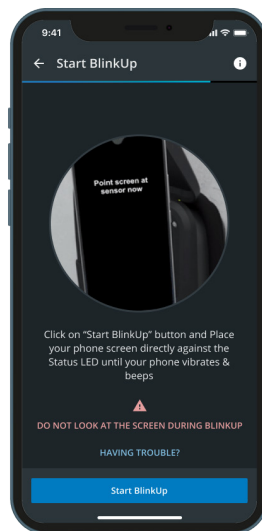 9:41
Start BlinkUp
Point screen at
sensor now
Click on "Start BlinkUp" button and Place
your phone screen directly against the
Status LED until your phone vibrates &
beeps
DO NOT LOOK AT THE SCREEN DURING BLINKUP
HAVING TROUBLE?
Start BlinkUp